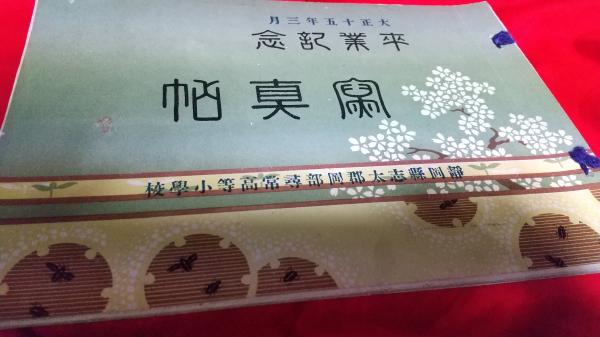 大正十五年三月
卒業記念
寫真帖
靜岡縣志太郡岡部尋常高等小學校